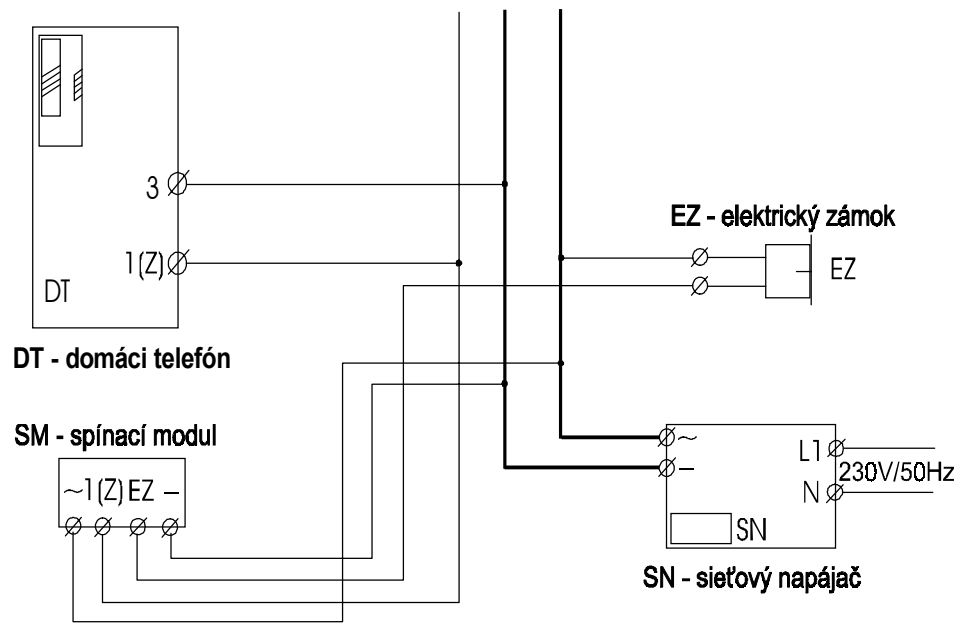 3
1(Z)
DT
DT - domáci telefón
EZ - elektrický zámok
EZ
SM - spínací modul
~1(Z) EZ –
~
–
L1
230V/50Hz
N
SN
SN - sieťový napájač